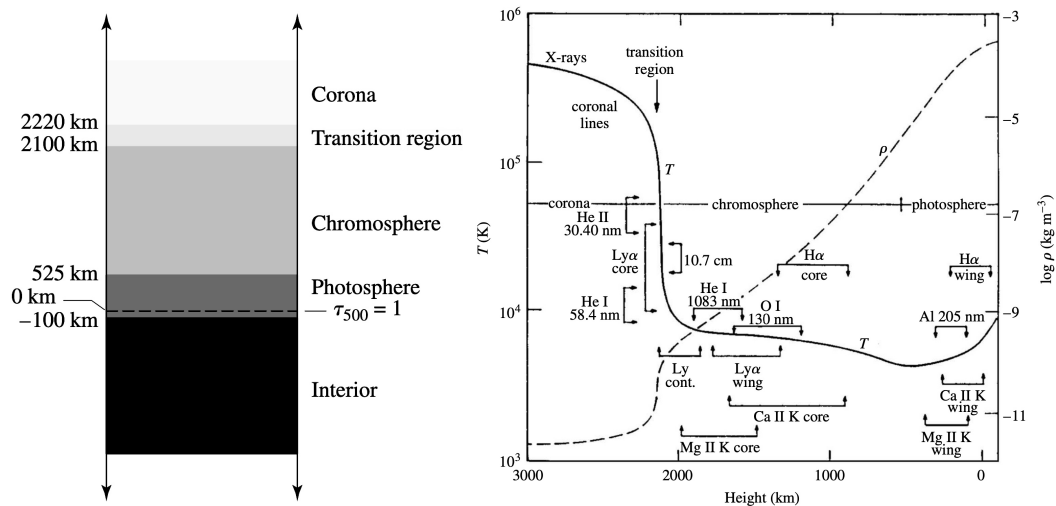 Corona
2220 km
2100 km
Transition region
Chromosphere
525 km
Photosphere
0 km
τ500 = 1
−100 km
Interior
10^6
10^5
10^4
10^3
T (K)
X-rays
transition
region
coronal
lines
T
ρ
corona
chromosphere
photosphere
He II
30.40 nm
Lyα
core
10.7 cm
He I
58.4 nm
He I
1083 nm
O I
130 nm
Hα
core
Hα
wing
Al 205 nm
T
Ly
cont.
Lyα
wing
Ca II K core
Mg II K core
Ca II K
wing
Mg II K
wing
3000
2000
1000
0
Height (km)
−3
−5
−7
−9
−11
log ρ (kg m−3)